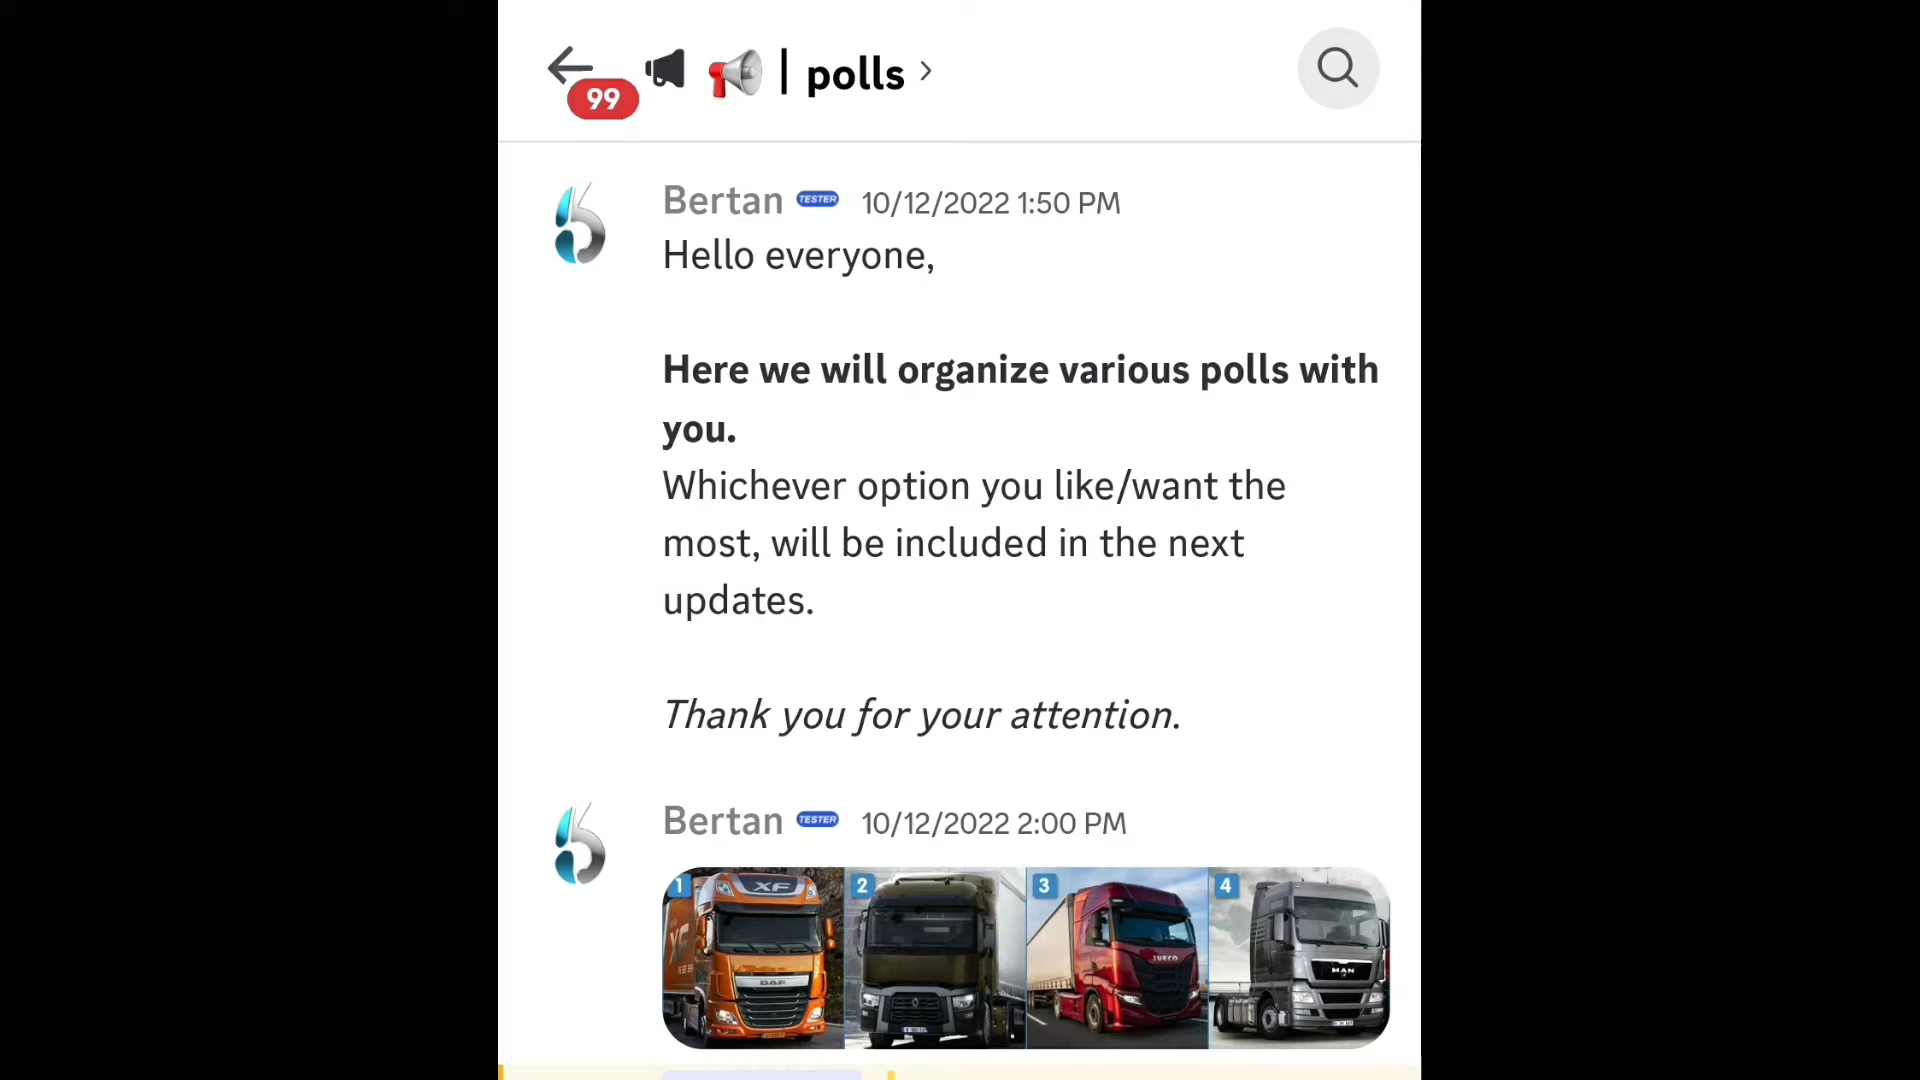 99
| polls
Bertan TESTER 10/12/2022 1:50 PM
Hello everyone,
Here we will organize various polls with
you.
Whichever option you like/want the
most, will be included in the next
updates.
Thank you for your attention.
Bertan TESTER 10/12/2022 2:00 PM
1 2 3 4
XF
XF
DAF
IVECO
MAN